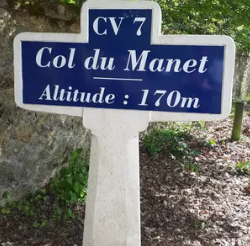 CV 7
Col du Manet
Altitude : 170m